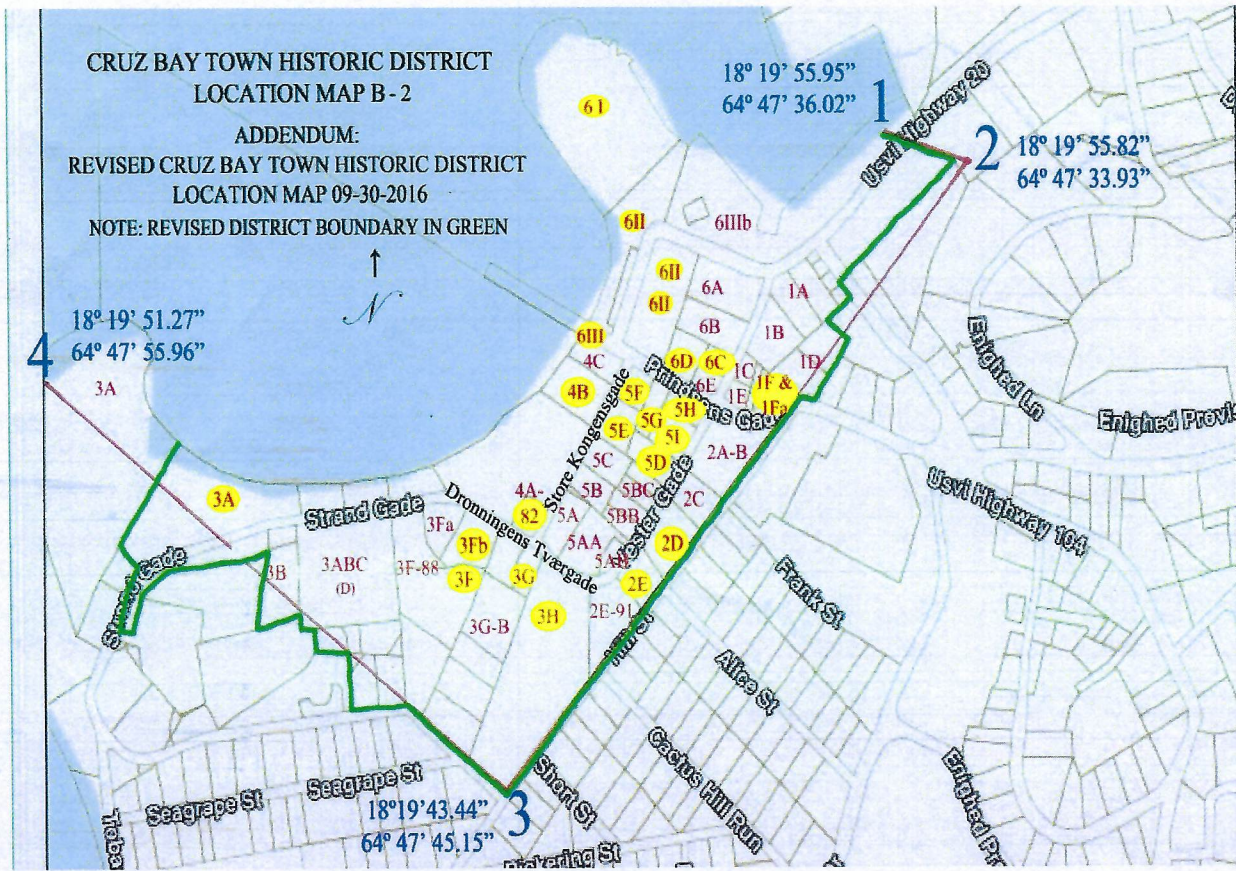 CRUZ BAY TOWN HISTORIC DISTRICT
LOCATION MAP B - 2
ADDENDUM:
REVISED CRUZ BAY TOWN HISTORIC DISTRICT
LOCATION MAP 09-30-2016
NOTE: REVISED DISTRICT BOUNDARY IN GREEN
N
18º 19’ 55.95”
64º 47’ 36.02”
1
Usvi Highway 20
2
18º 19’ 55.82”
64º 47’ 33.93”
4
18º 19’ 51.27”
64º 47’ 55.96”
6 I
6II
6IIIb
6II
6A
1A
6II
6B
1B
6III
4C
6D
6C
1C
1D
Prindsens Gade
6E
1E
1F &
1Fa
4B
5F
5H
5G
5E
5I
2A-B
5C
5D
Store Kongensgade
3A
3A
Strand Gade
4A-
82
5B
5BC
2C
5A
5BB
Vester Gade
3Fa
Dronningens Tværgade
5AA
2D
3Fb
3B
3ABC
(D)
3F-88
3F
3G
2E
3H
2E-91
3G-B
Enighed Ln
Usvi Highway 104
Frank St
Alice St
Cactus Hill Run
Short St
Seagrape St
Seagrape St
18º19’43.44”
64º 47’ 45.15”
3